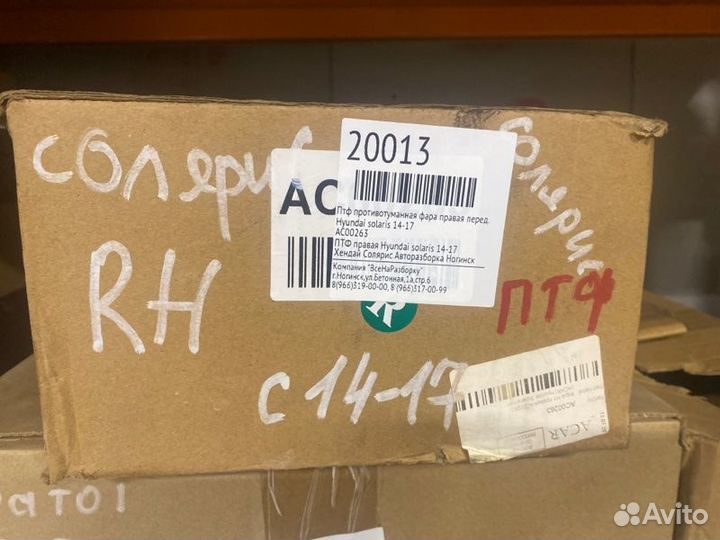 солярис
солярис
20013
AC
Птф противотуманная фара правая перед.
Hyundai solaris 14-17
AC00263
ПТФ правая Hyundai solaris 14-17
Хендай Солярис Авторазборка Ногинск
Компания "ВсеНаРазборку"
г.Ногинск,ул.Бетонная,1а,стр.6
8(966)319-00-00, 8 (966)317-00-99
R
RH
ПТФ
с 14-17
AC00263
ACAR
Avito